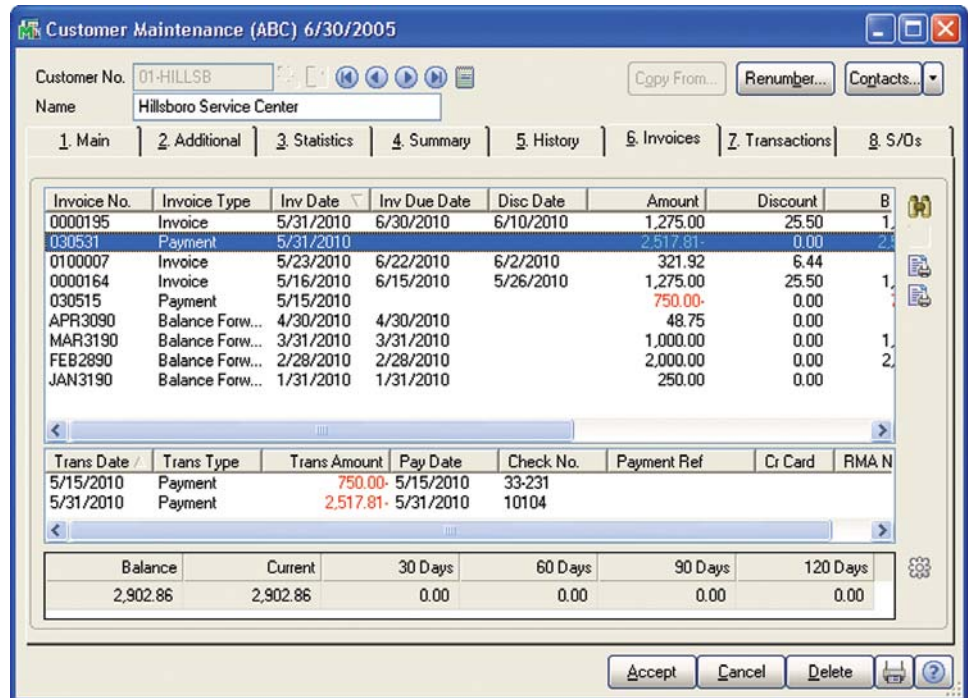 Customer Maintenance (ABC) 6/30/2005
Customer No. 01-HILLSB Copy From... Renumber... Contacts...
Name Hillsboro Service Center
1. Main 2. Additional 3. Statistics 4. Summary 5. History 6. Invoices 7. Transactions 8. S/Os
Invoice No. Invoice Type Inv Date Inv Due Date Disc Date Amount Discount B
0000195 Invoice 5/31/2010 6/30/2010 6/10/2010 1,275.00 25.50 1,
030531 Payment 5/31/2010 2,517.81- 0.00 2,5
0100007 Invoice 5/23/2010 6/22/2010 6/2/2010 321.92 6.44
0000164 Invoice 5/16/2010 6/15/2010 5/26/2010 1,275.00 25.50 1,
030515 Payment 5/15/2010 750.00- 0.00
APR3090 Balance Forw... 4/30/2010 4/30/2010 48.75 0.00
MAR3190 Balance Forw... 3/31/2010 3/31/2010 1,000.00 0.00 1,
FEB2890 Balance Forw... 2/28/2010 2/28/2010 2,000.00 0.00 2,
JAN3190 Balance Forw... 1/31/2010 1/31/2010 250.00 0.00
Trans Date Trans Type Trans Amount Pay Date Check No. Payment Ref Cr Card RMA N
5/15/2010 Payment 750.00- 5/15/2010 33-231
5/31/2010 Payment 2,517.81- 5/31/2010 10104
Balance Current 30 Days 60 Days 90 Days 120 Days
2,902.86 2,902.86 0.00 0.00 0.00 0.00
Accept Cancel Delete